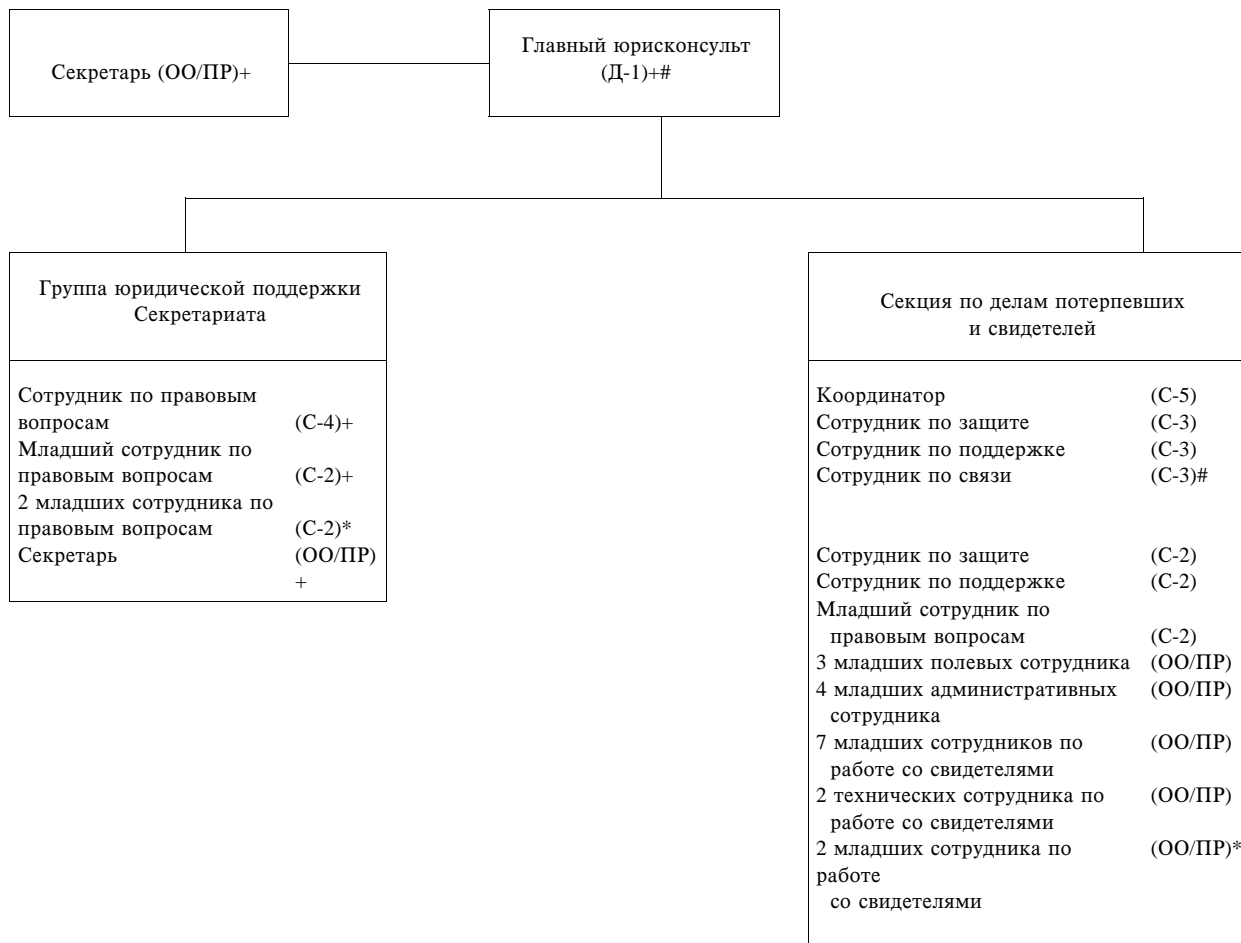 Секретарь (ОО/ПР)+
Главный юрисконсульт
(Д-1)+#
Группа юридической поддержки
Секретариата
Сотрудник по правовым
вопросам (С-4)+
Младший сотрудник по
правовым вопросам (С-2)+
2 младших сотрудника по
правовым вопросам (С-2)*
Секретарь (ОО/ПР)
+
Секция по делам потерпевших
и свидетелей
Координатор (С-5)
Сотрудник по защите (С-3)
Сотрудник по поддержке (С-3)
Сотрудник по связи (С-3)#
Сотрудник по защите (С-2)
Сотрудник по поддержке (С-2)
Младший сотрудник по
правовым вопросам (С-2)
3 младших полевых сотрудника (ОО/ПР)
4 младших административных (ОО/ПР)
сотрудника
7 младших сотрудников по (ОО/ПР)
работе со свидетелями
2 технических сотрудника по (ОО/ПР)
работе со свидетелями
2 младших сотрудника по (ОО/ПР)*
работе
со свидетелями